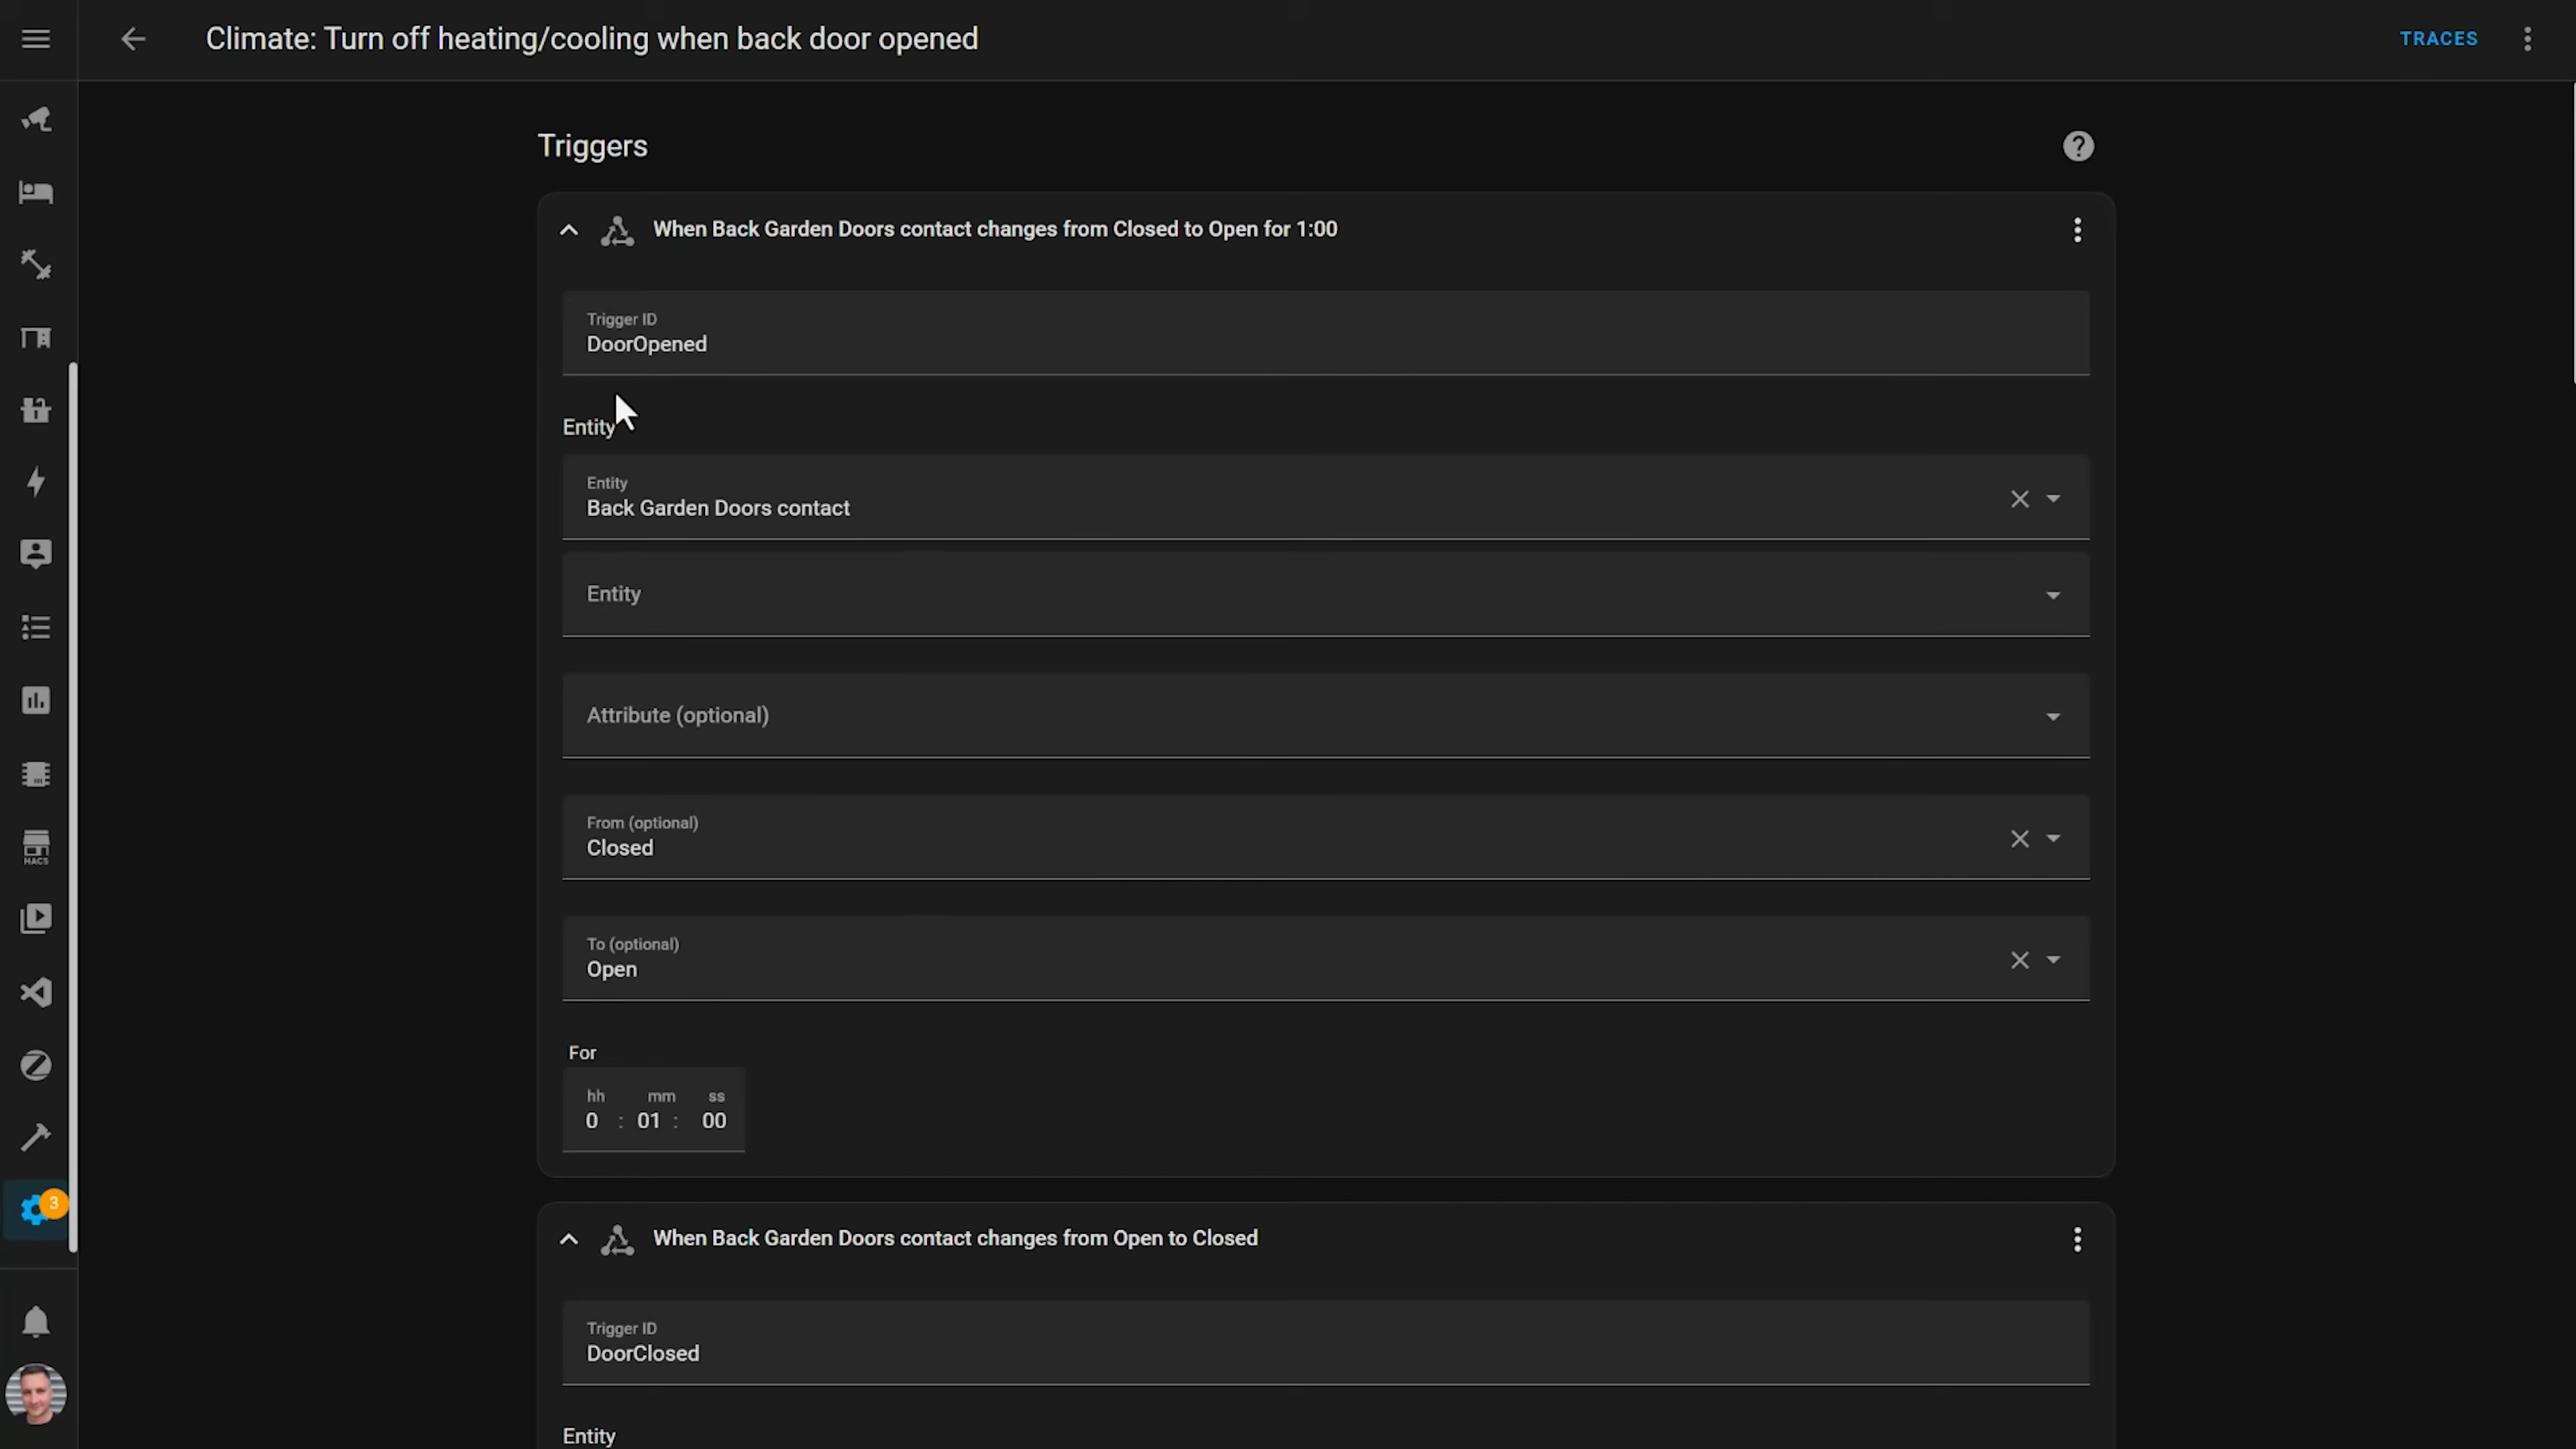 Climate: Turn off heating/cooling when back door opened
TRACES
Triggers
When Back Garden Doors contact changes from Closed to Open for 1:00
Trigger ID
DoorOpened
Entity
Entity
Back Garden Doors contact
Entity
Attribute (optional)
From (optional)
Closed
To (optional)
Open
For
hh mm ss
0 : 01 : 00
When Back Garden Doors contact changes from Open to Closed
Trigger ID
DoorClosed
Entity
HACS
3